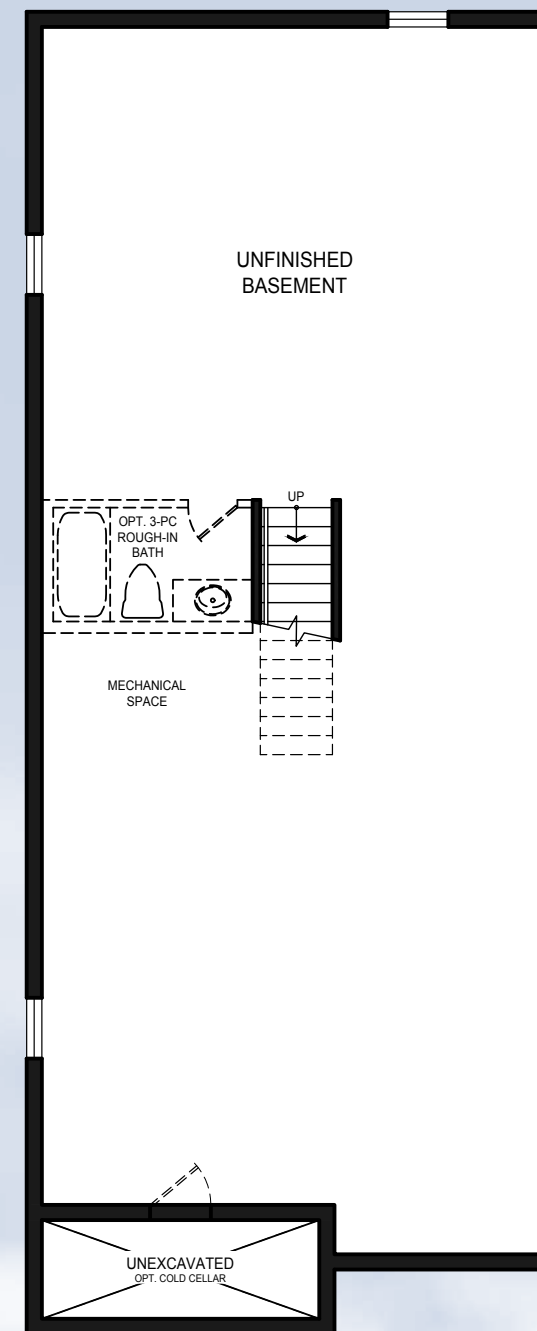 UNFINISHED
BASEMENT
UP
OPT. 3-PC
ROUGH-IN
BATH
MECHANICAL
SPACE
UNEXCAVATED
OPT. COLD CELLAR